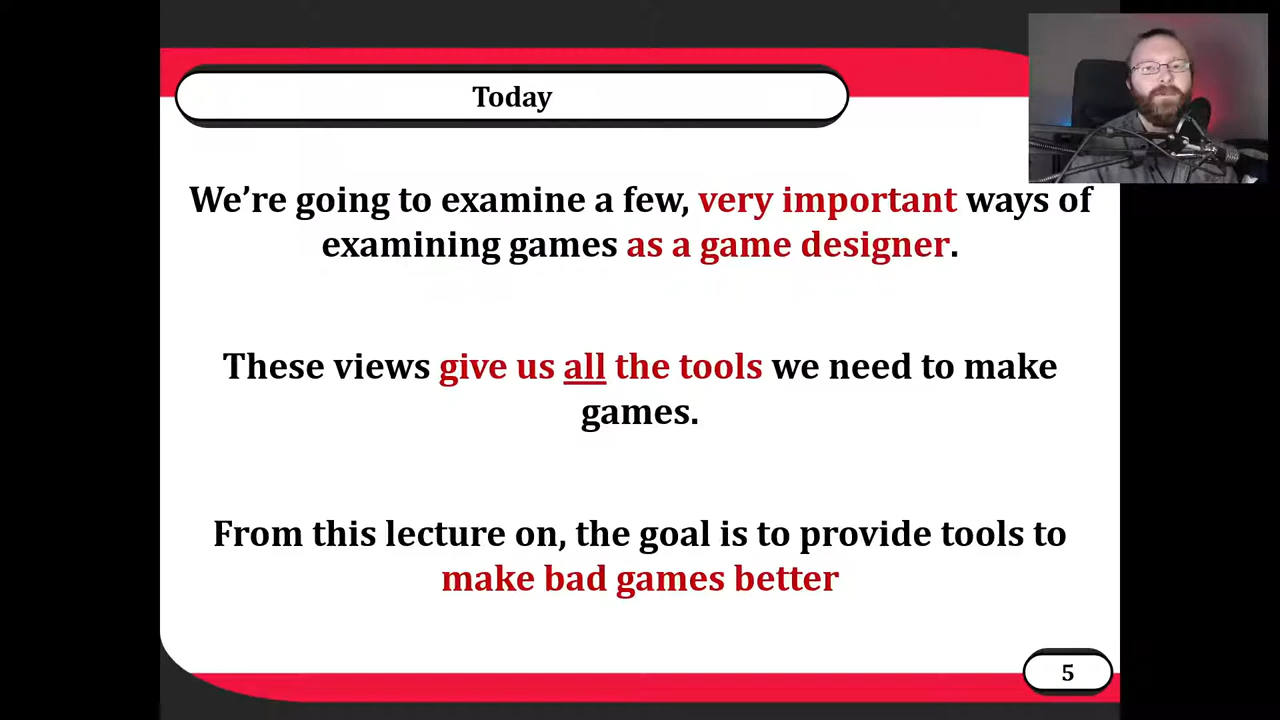 Today
We’re going to examine a few, very important ways of
examining games as a game designer.
These views give us all the tools we need to make
games.
From this lecture on, the goal is to provide tools to
make bad games better
5